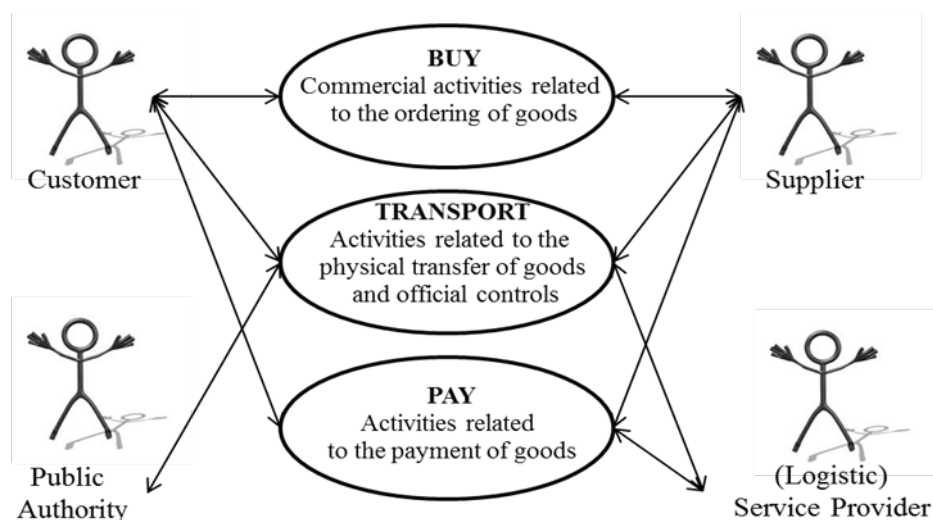 BUY
Commercial activities related
to the ordering of goods
Customer
Supplier
TRANSPORT
Activities related to the
physical transfer of goods
and official controls
PAY
Activities related
to the payment of goods
Public
Authority
(Logistic)
Service Provider